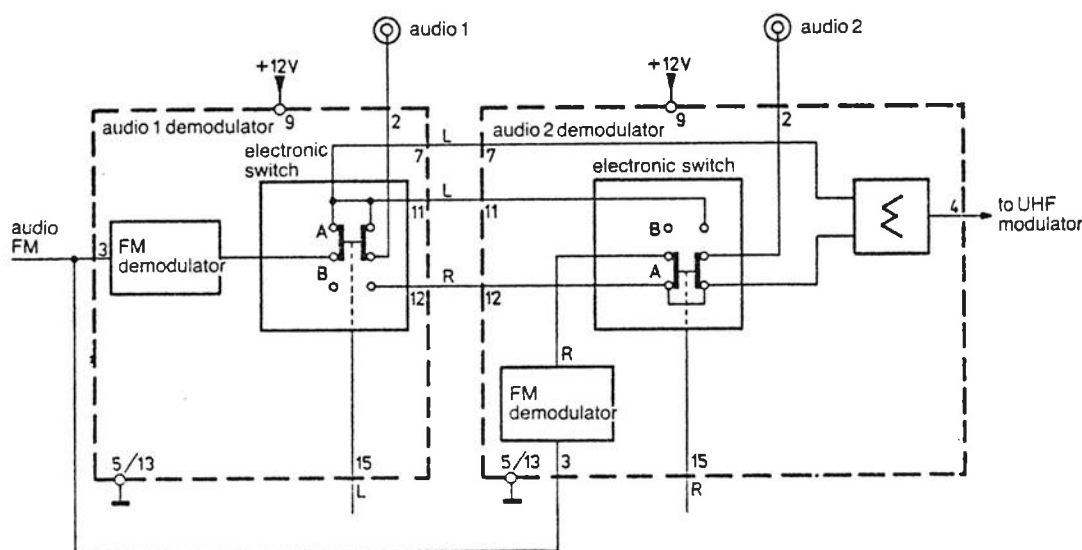 audio 1
audio 2
+12V
+12V
9
2
9
2
audio 1 demodulator
audio 2 demodulator
electronic
switch
7
L
7
electronic switch
11
L
11
A
B
B
A
12
R
12
audio
FM
3
FM
demodulator
4
to UHF
modulator
R
FM
demodulator
5/13
15
L
5/13
3
15
R